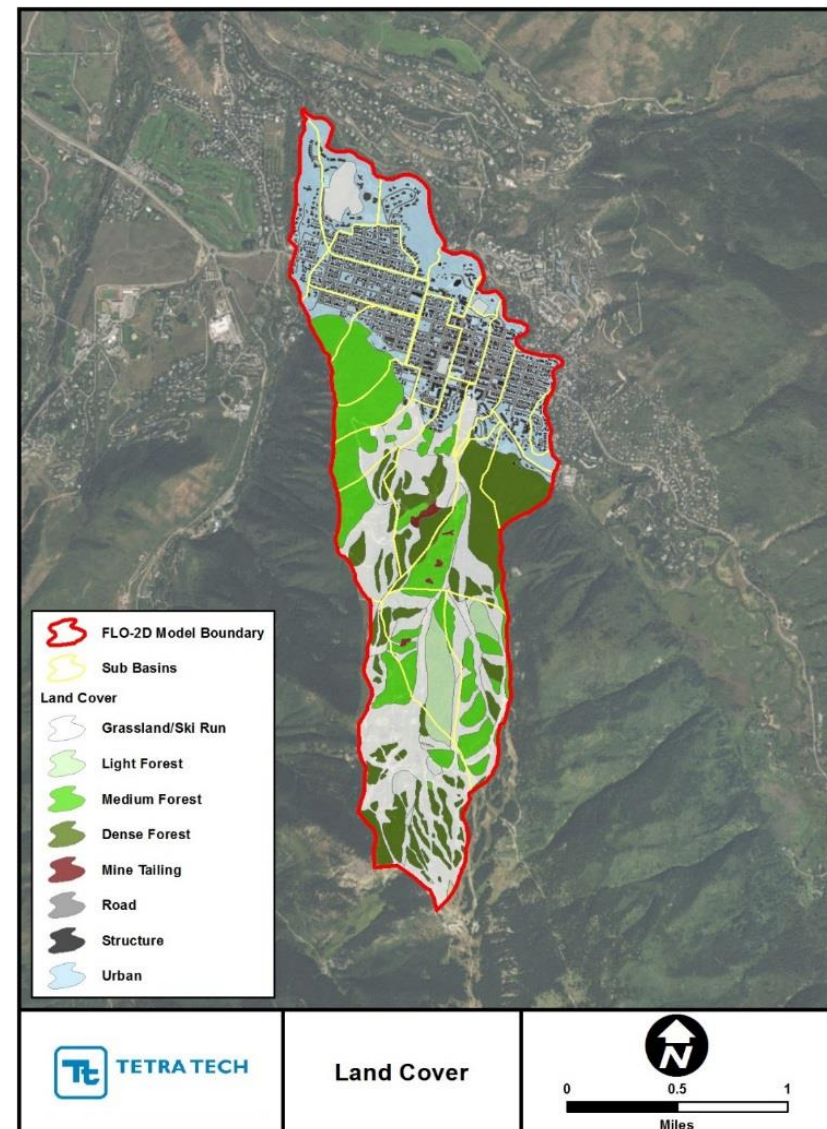 FLO-2D Model Boundary
Sub Basins
Land Cover
Grassland/Ski Run
Light Forest
Medium Forest
Dense Forest
Mine Tailing
Road
Structure
Urban
Tt TETRA TECH
Land Cover
N
0 0.5 1
Miles